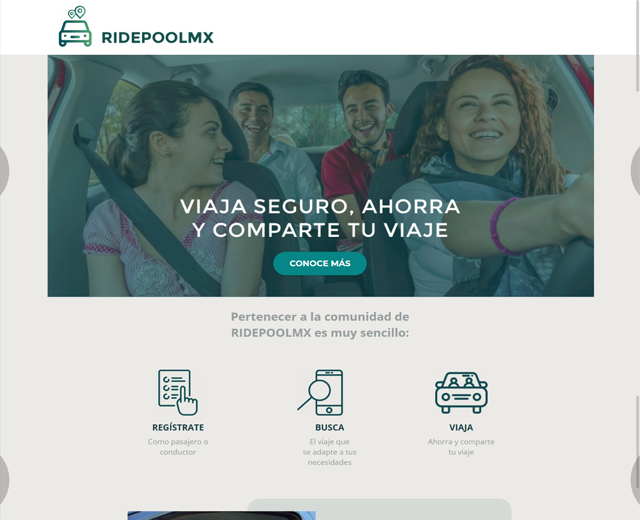 RIDEPOOLMX
VIAJA SEGURO, AHORRA
Y COMPARTE TU VIAJE
CONOCE MÁS
Pertenecer a la comunidad de
RIDEPOOLMX es muy sencillo:
REGÍSTRATE
Como pasajero o
conductor
BUSCA
El viaje que
se adapte a tus
necesidades
VIAJA
Ahorra y comparte
tu viaje